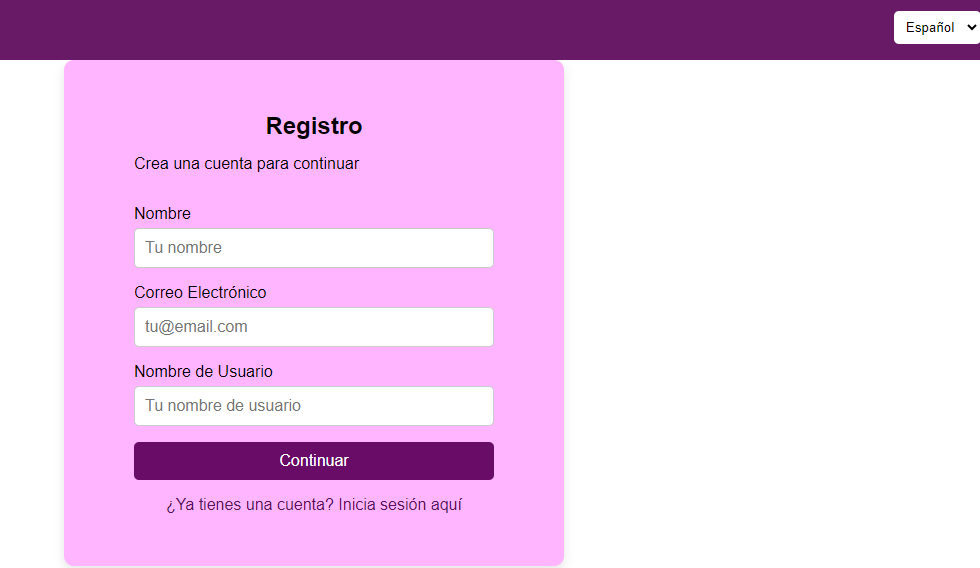 Español
Registro
Crea una cuenta para continuar
Nombre
Tu nombre
Correo Electrónico
tu@email.com
Nombre de Usuario
Tu nombre de usuario
Continuar
¿Ya tienes una cuenta? Inicia sesión aquí